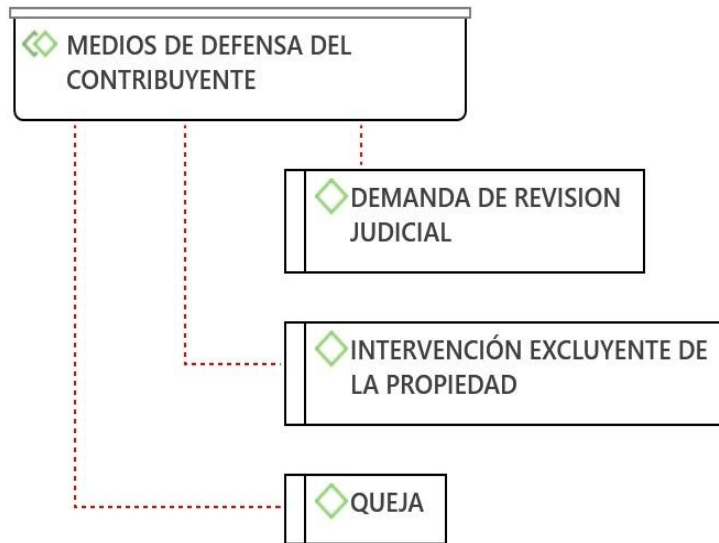 MEDIOS DE DEFENSA DEL
CONTRIBUYENTE
DEMANDA DE REVISION
JUDICIAL
INTERVENCIÓN EXCLUYENTE DE
LA PROPIEDAD
QUEJA